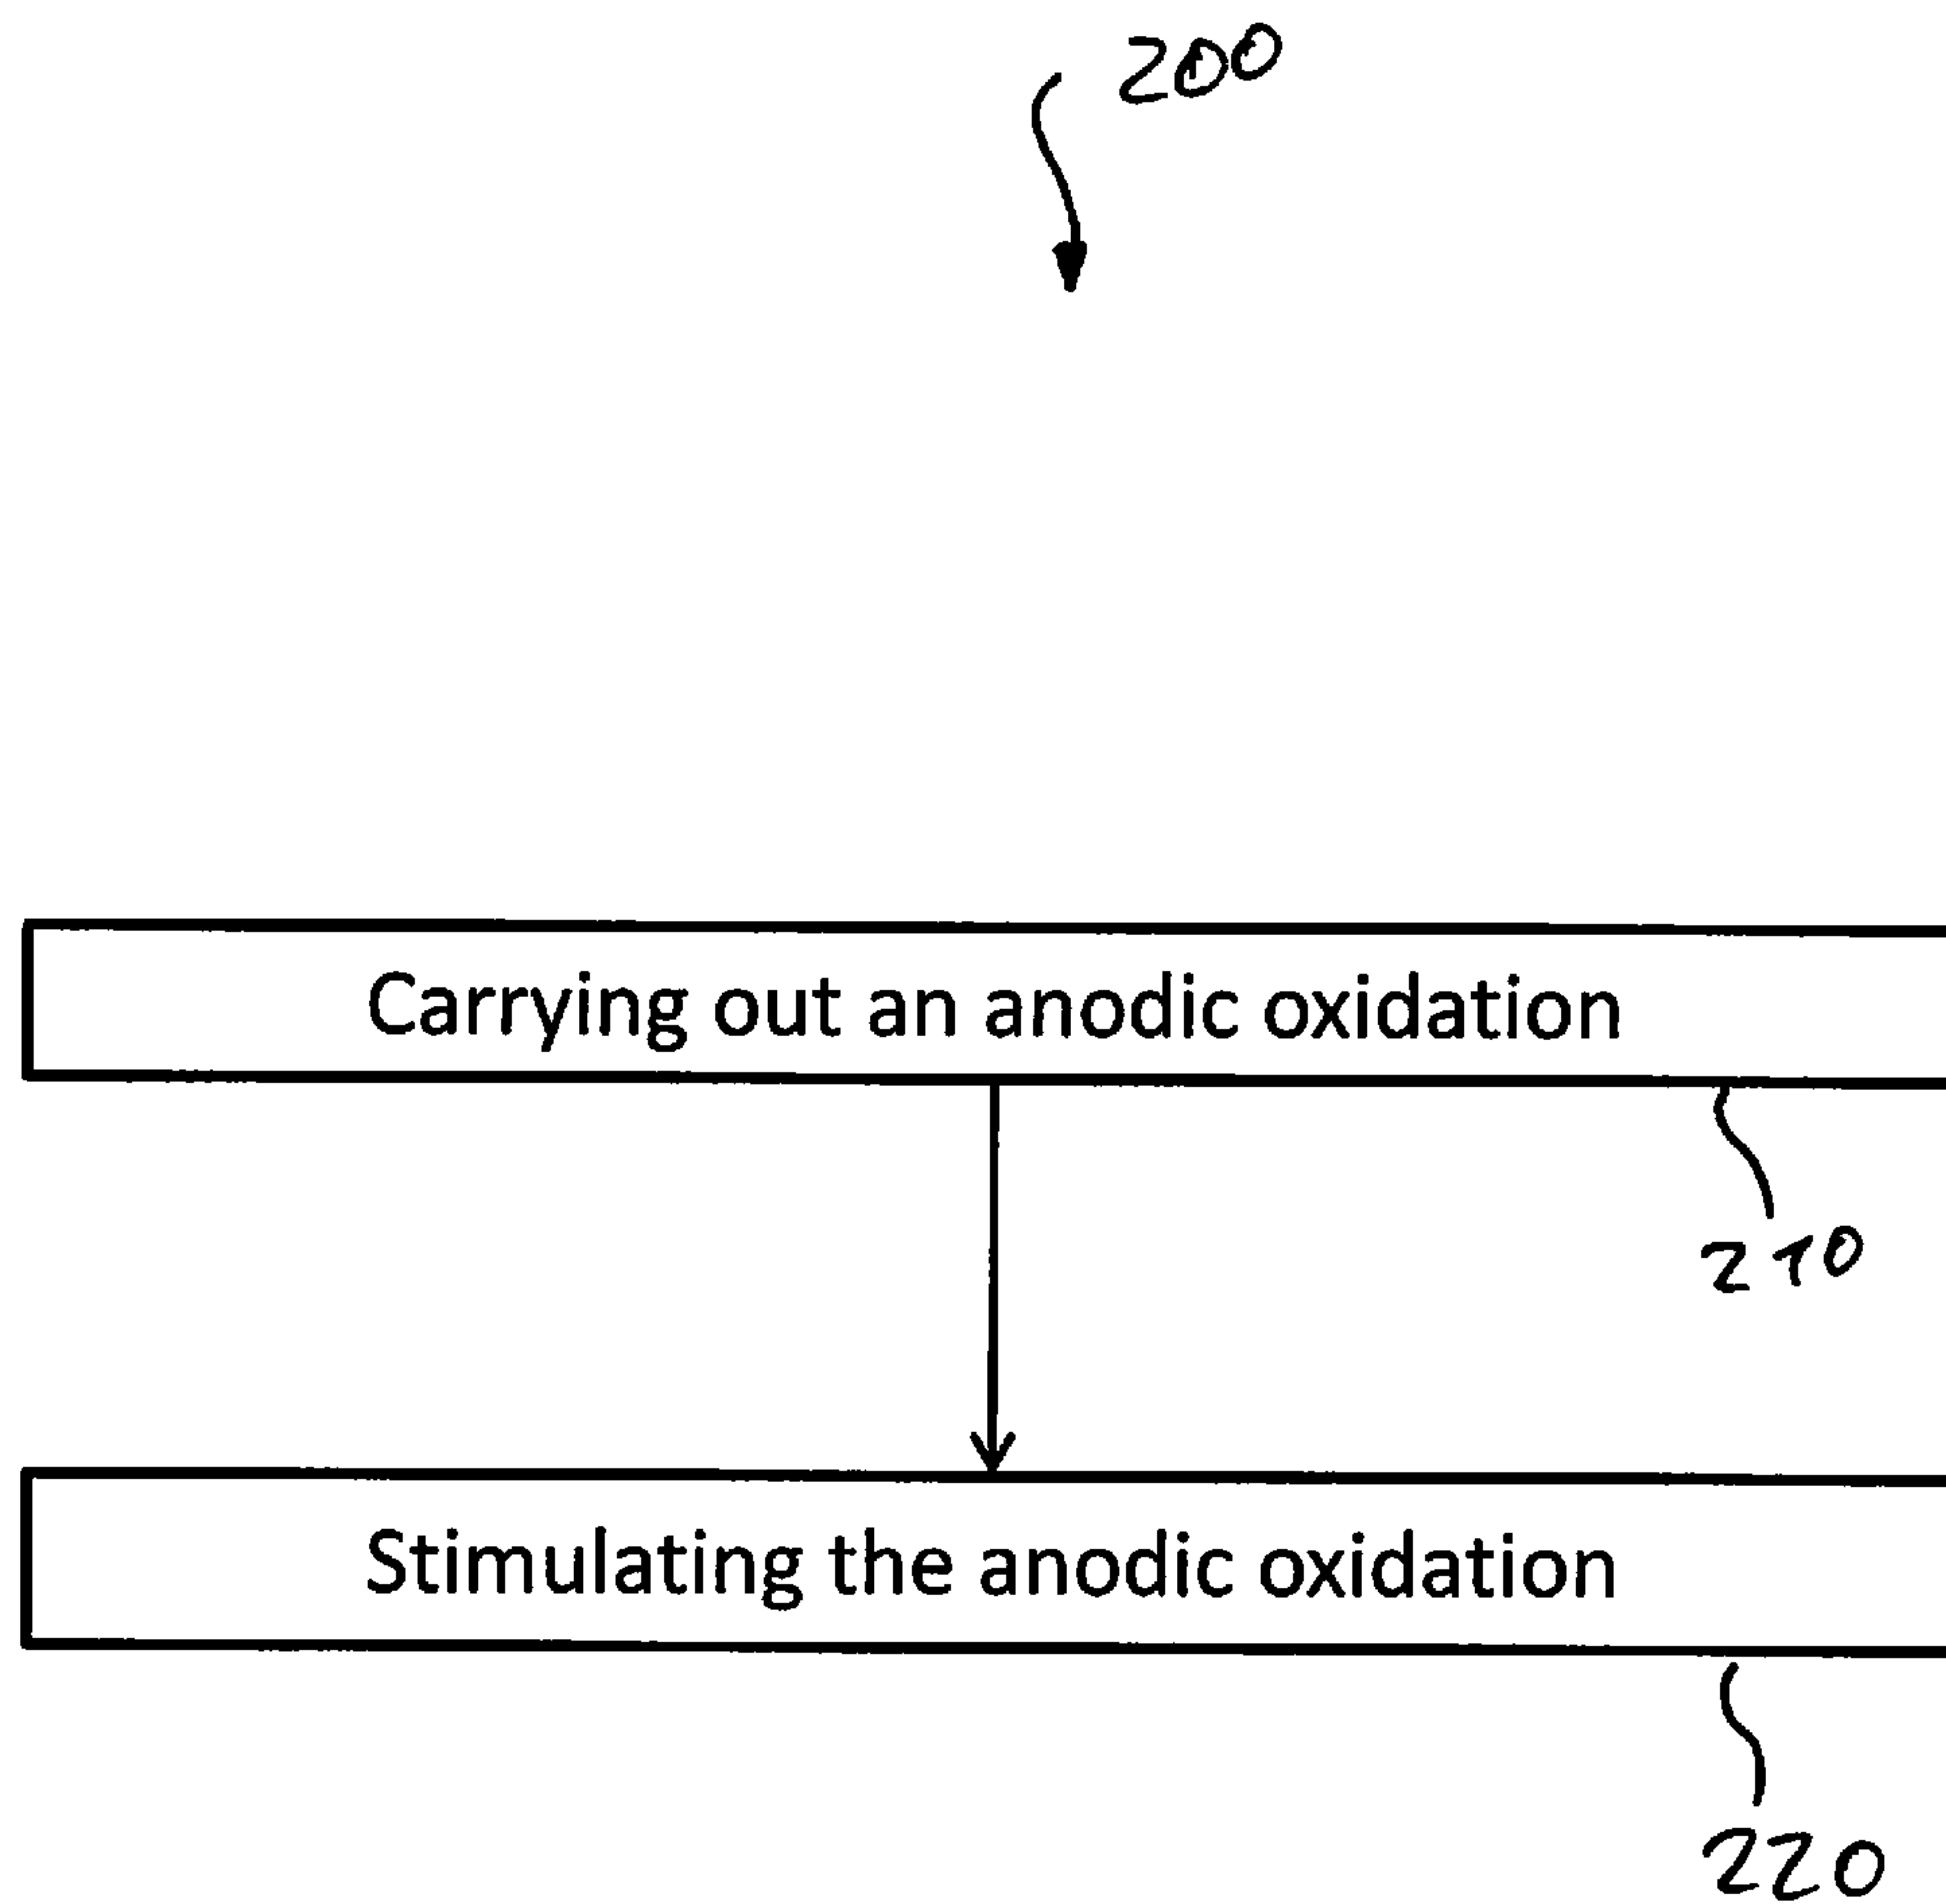 200
Carrying out an anodic oxidation
210
Stimulating the anodic oxidation
220